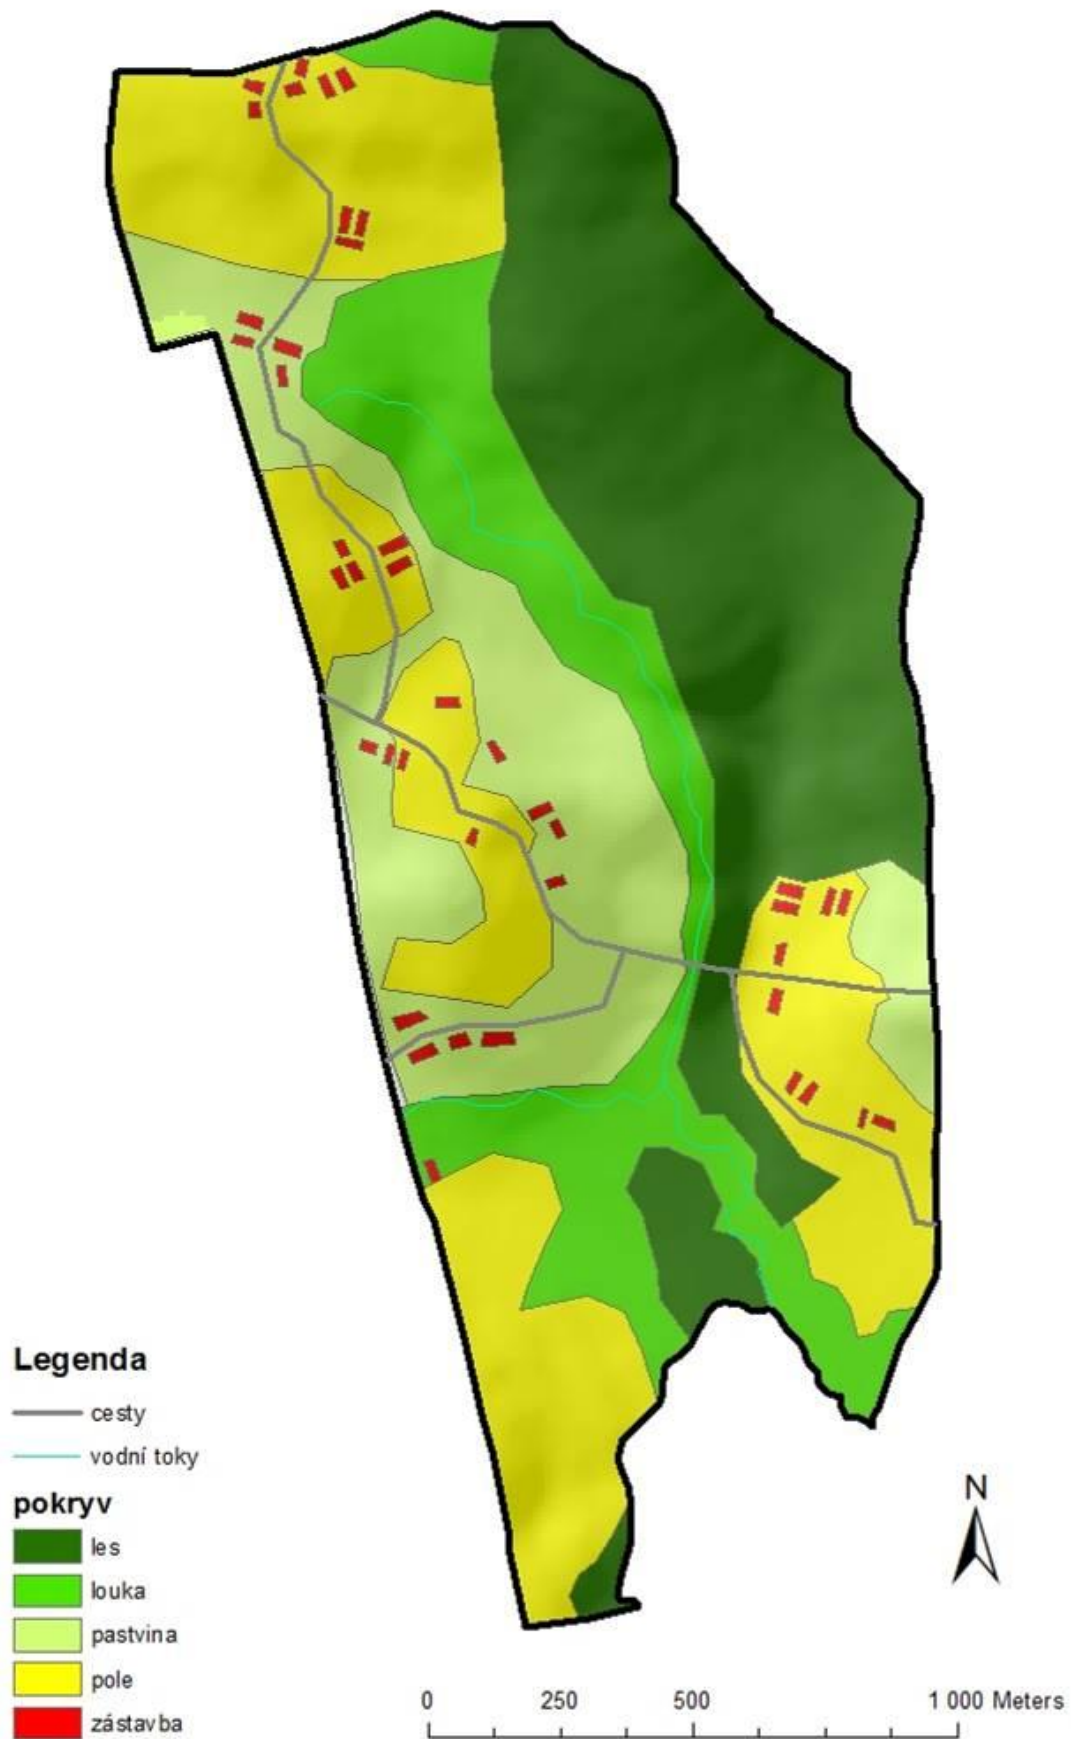 Legenda
cesty
vodní toky
pokryv
les
louka
pastvina
pole
zástavba
N
0 250 500 1 000 Meters